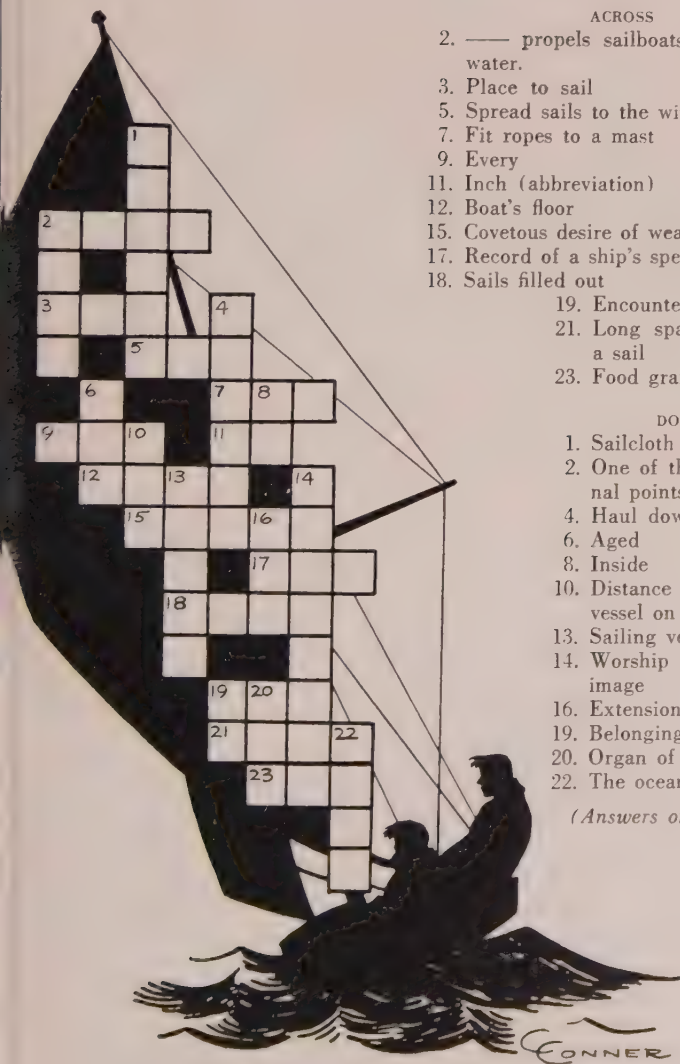 ACROSS
2. —— propels sailboats
water.
3. Place to sail
5. Spread sails to the wi
7. Fit ropes to a mast
9. Every
11. Inch (abbreviation)
12. Boat's floor
15. Covetous desire of wea
17. Record of a ship's spe
18. Sails filled out
19. Encounte
21. Long spa
a sail
23. Food gra
DO
1. Sailcloth
2. One of th
nal points
4. Haul dow
6. Aged
8. Inside
10. Distance
vessel on
13. Sailing ve
14. Worship
image
16. Extension
19. Belonging
20. Organ of
22. The ocean
(Answers o
1
2
3 4
5
6 7 8
9 10 11
12 13 14
15 16
17
18
19 20
21 22
23
CONNER